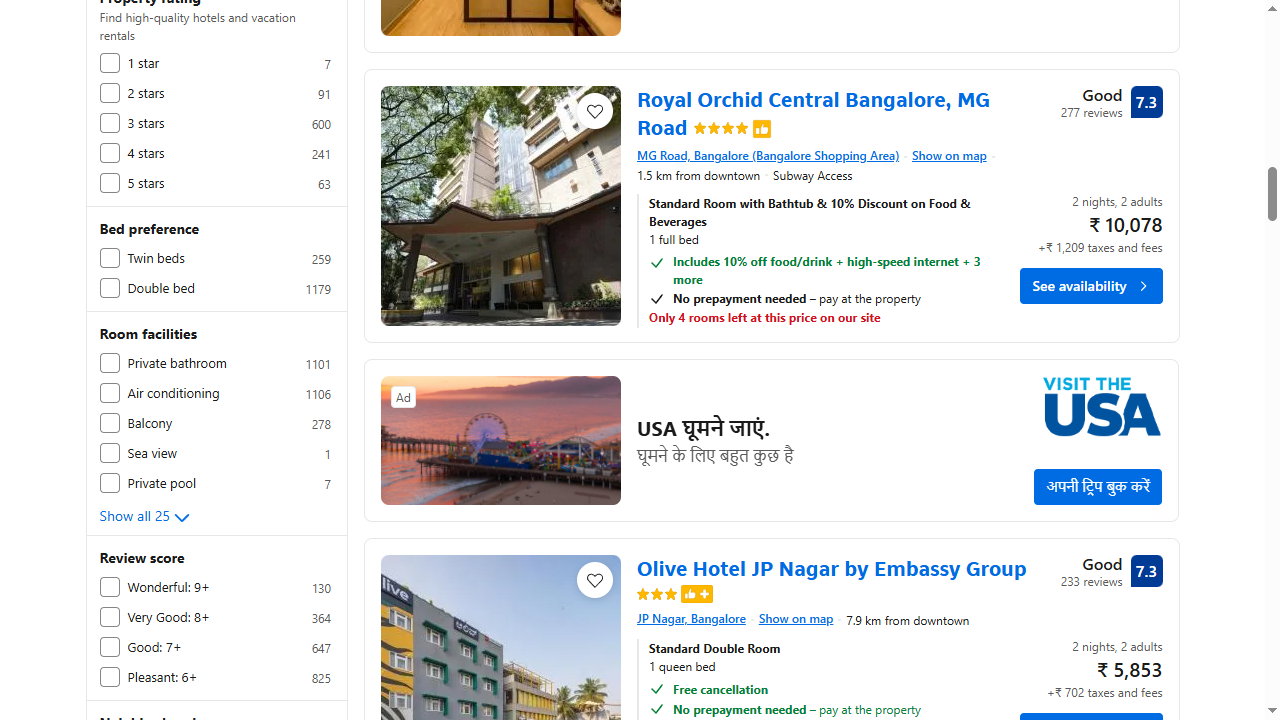 Property rating
Find high-quality hotels and vacation
rentals
1 star 7
2 stars 91
3 stars 600
4 stars 241
5 stars 63
Bed preference
Twin beds 259
Double bed 1179
Room facilities
Private bathroom 1101
Air conditioning 1106
Balcony 278
Sea view 1
Private pool 7
Show all 25
Review score
Wonderful: 9+ 130
Very Good: 8+ 364
Good: 7+ 647
Pleasant: 6+ 825
Royal Orchid Central Bangalore, MG
Road
Good
277 reviews
7.3
MG Road, Bangalore (Bangalore Shopping Area) · Show on map ·
1.5 km from downtown · Subway Access
Standard Room with Bathtub & 10% Discount on Food &
Beverages
1 full bed
Includes 10% off food/drink + high-speed internet + 3
more
No prepayment needed – pay at the property
Only 4 rooms left at this price on our site
2 nights, 2 adults
₹ 10,078
+₹ 1,209 taxes and fees
See availability
Ad
USA घूमने जाएं.
घूमने के लिए बहुत कुछ है
VISIT THE
USA
अपनी ट्रिप बुक करें
Olive Hotel JP Nagar by Embassy Group
Good
233 reviews
7.3
JP Nagar, Bangalore · Show on map · 7.9 km from downtown
Standard Double Room
1 queen bed
Free cancellation
No prepayment needed – pay at the property
2 nights, 2 adults
₹ 5,853
+₹ 702 taxes and fees
live